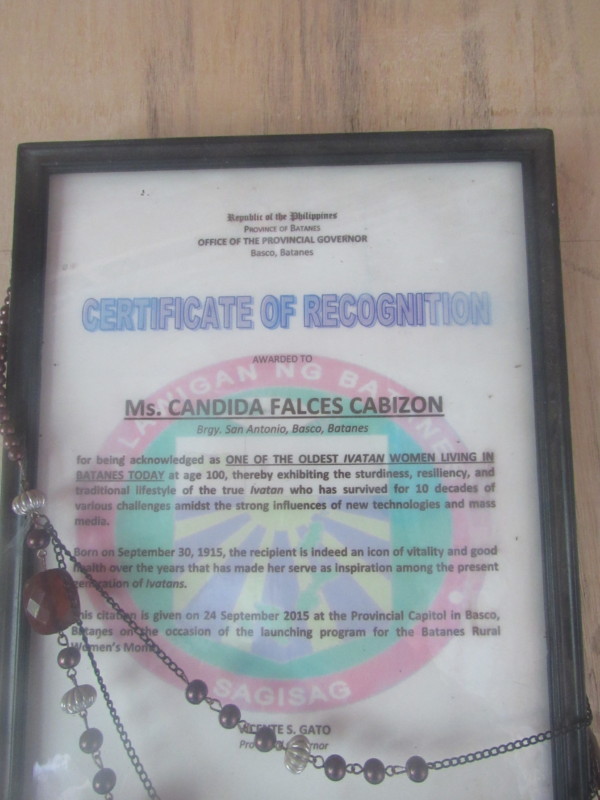 Republic of the Philippines
PROVINCE OF BATANES
OFFICE OF THE PROVINCIAL GOVERNOR
Basco, Batanes
CERTIFICATE OF RECOGNITION
AWARDED TO
Ms. CANDIDA FALCES CABIZON
Brgy. San Antonio, Basco, Batanes
for being acknowledged as ONE OF THE OLDEST IVATAN WOMEN LIVING IN
BATANES TODAY at age 100, thereby exhibiting the sturdiness, resiliency, and
traditional lifestyle of the true Ivatan who has survived for 10 decades of
various challenges amidst the strong influences of new technologies and mass
media.
Born on September 30, 1915, the recipient is indeed an icon of vitality and good
health over the years that has made her serve as inspiration among the present
generation of Ivatans.
This citation is given on 24 September 2015 at the Provincial Capitol in Basco,
Batanes on the occasion of the launching program for the Batanes Rural
Women's Month
LALAWIGAN NG BATANES
SAGISAG
VICENTE S. GATO